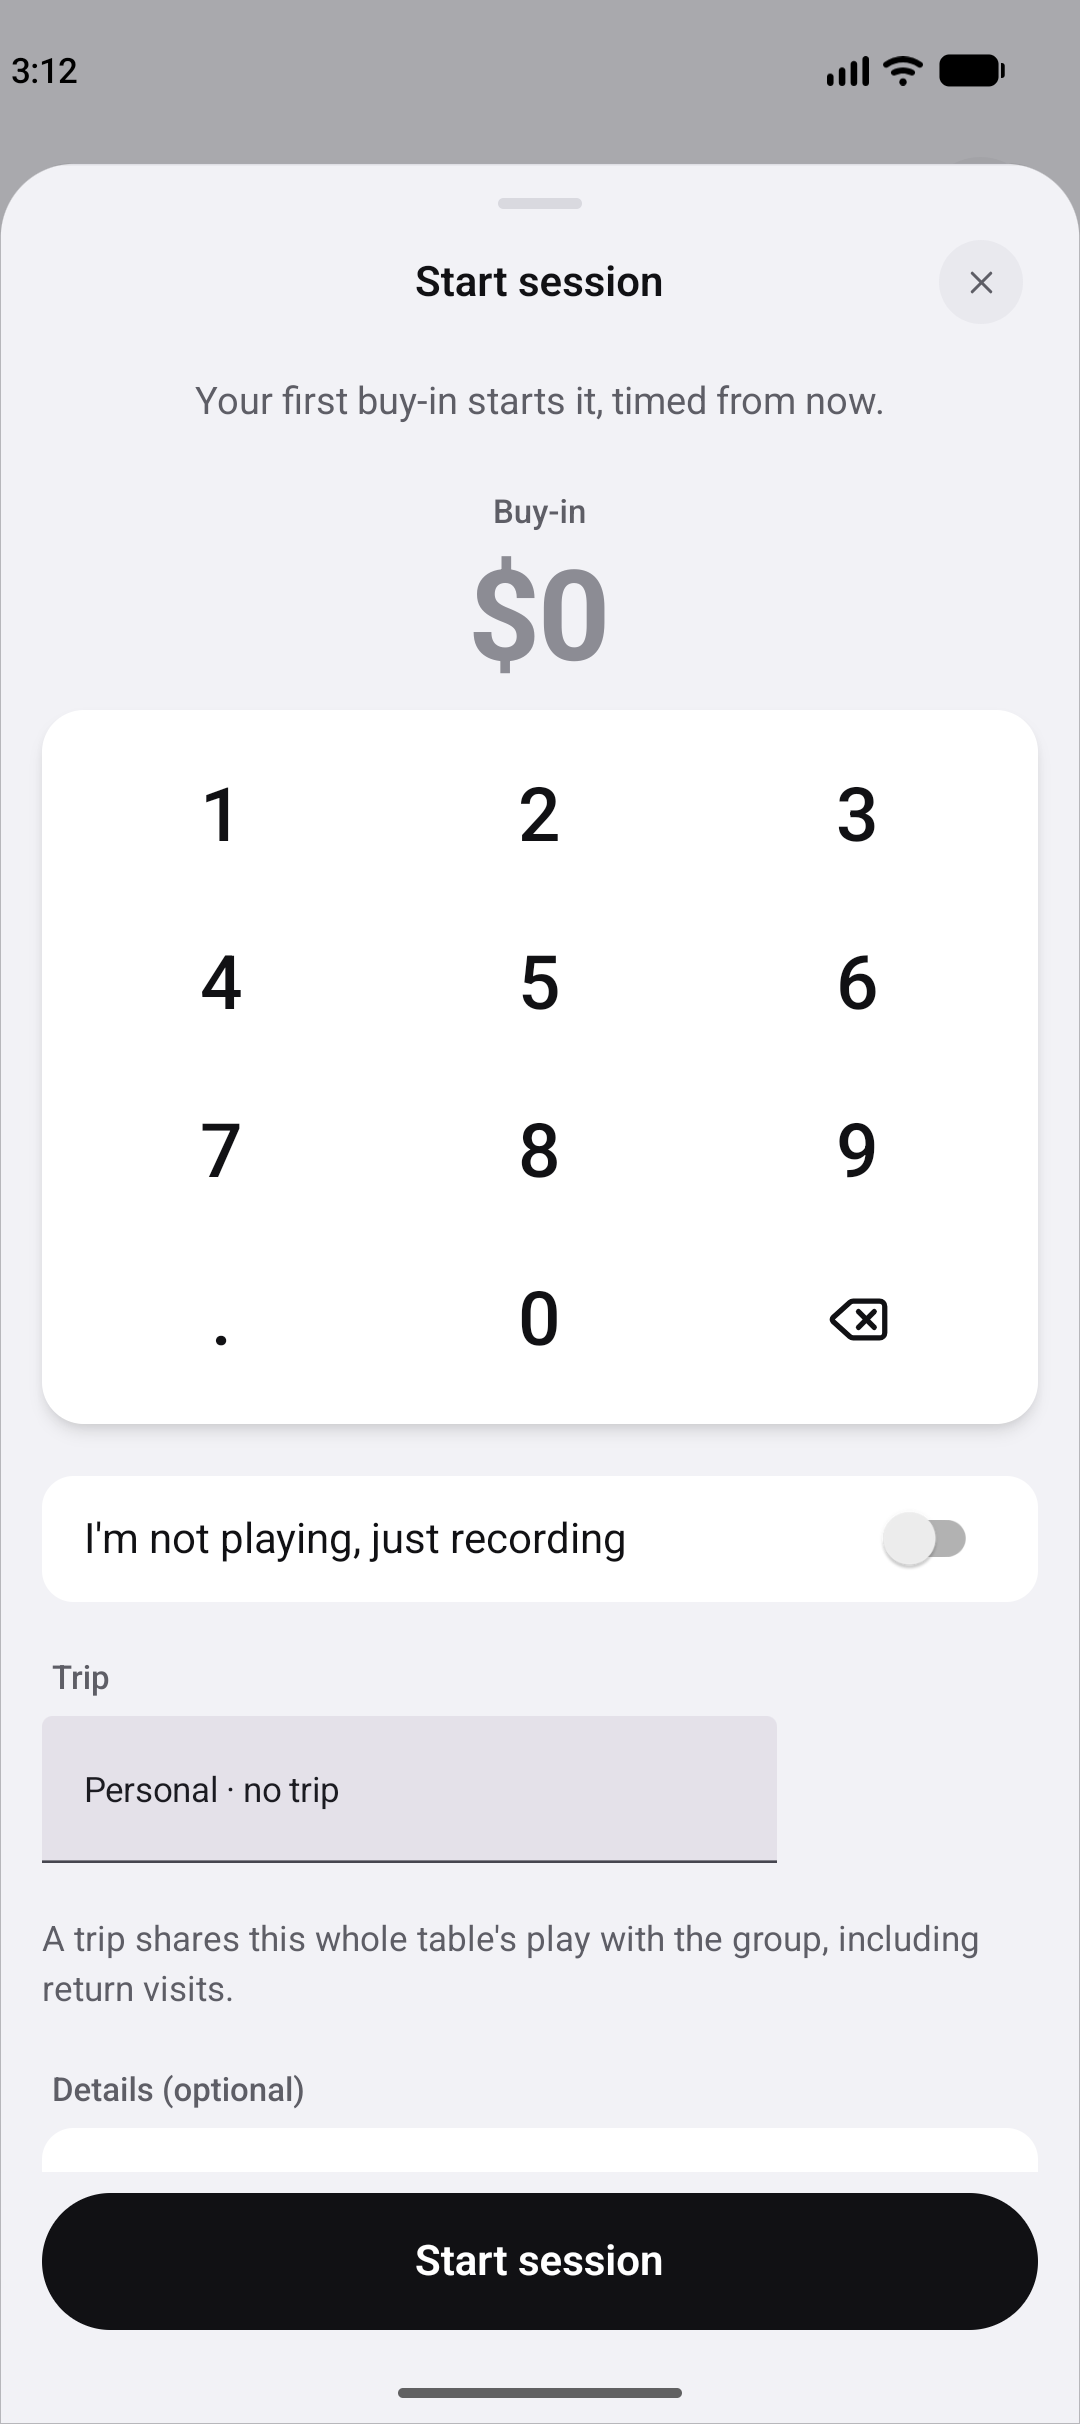 3:12
Start session
Your first buy-in starts it, timed from now.
Buy-in
$0
1 2 3
4 5 6
7 8 9
. 0
I'm not playing, just recording
Trip
Personal · no trip
A trip shares this whole table's play with the group, including
return visits.
Details (optional)
Start session